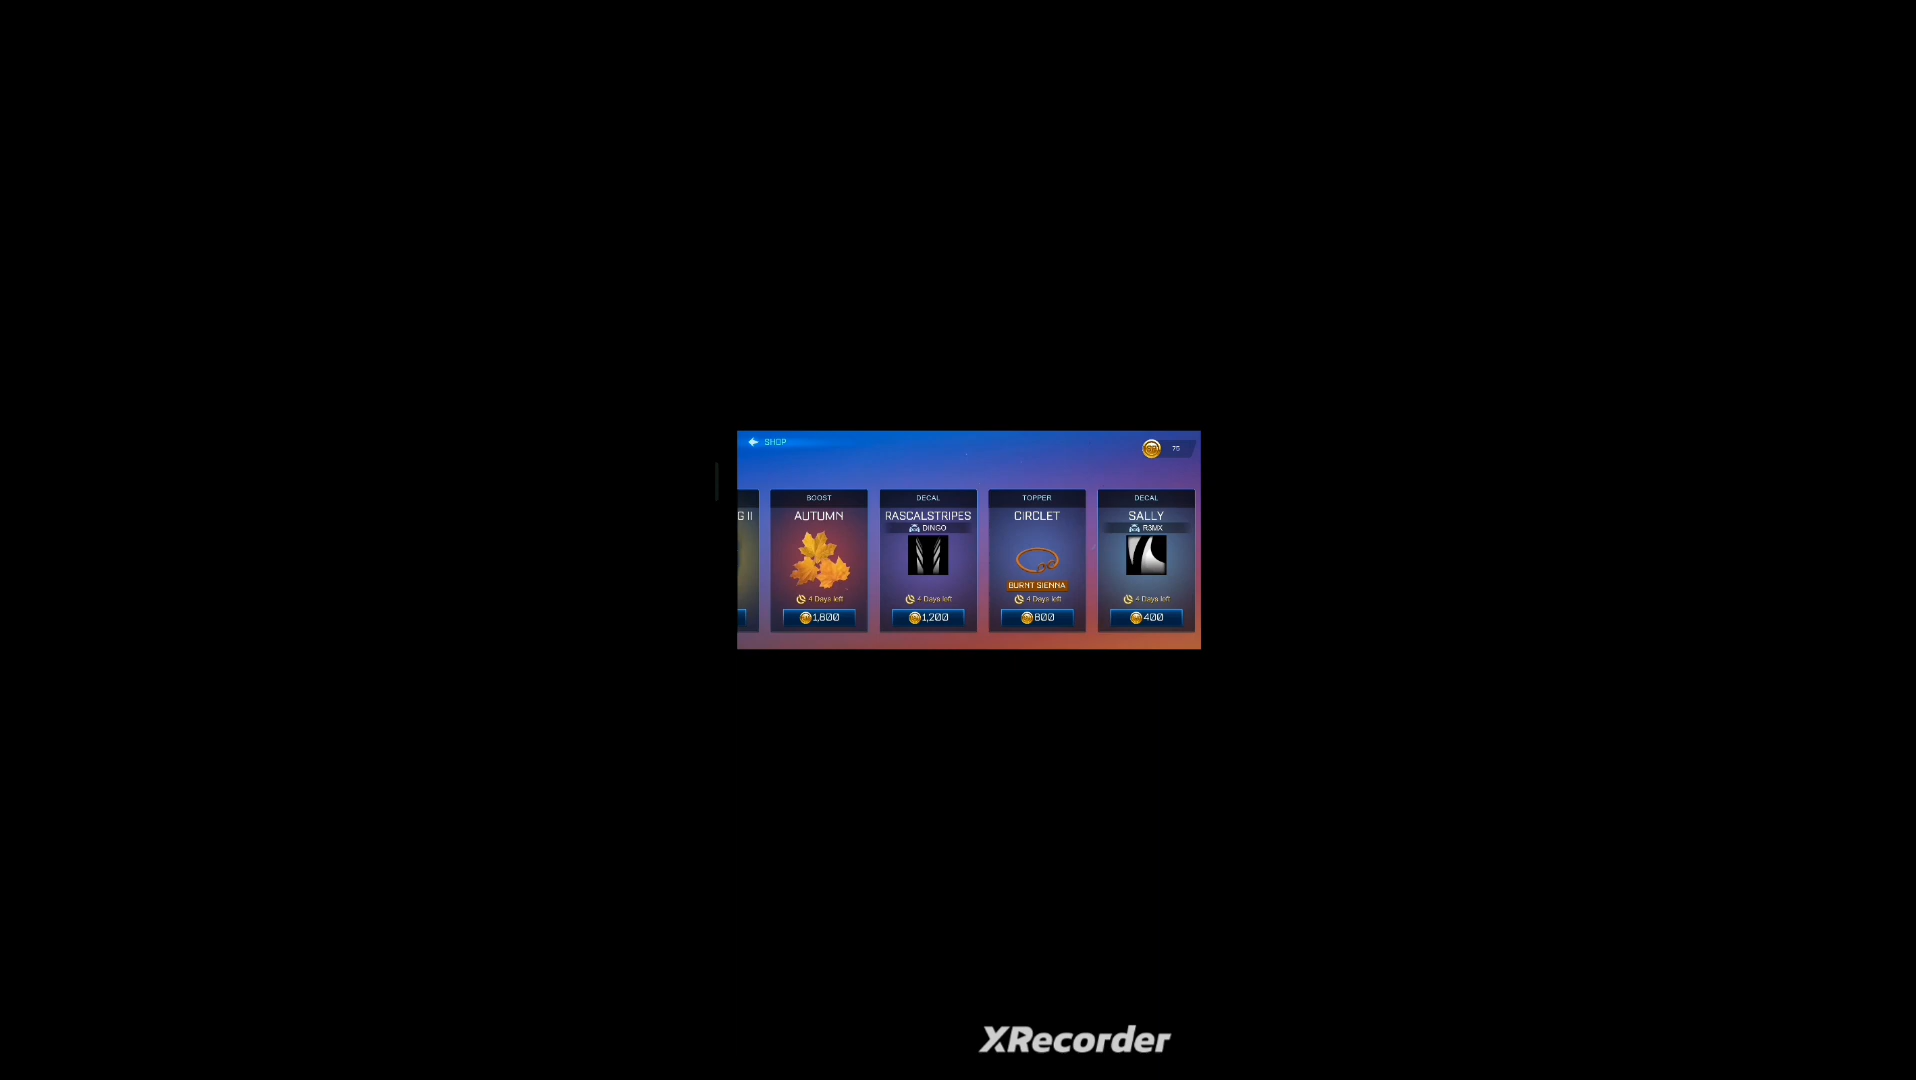 SHOP
75
G II
BOOST
AUTUMN
4 Days left
1,800
DECAL
RASCALSTRIPES
DINGO
4 Days left
1,200
TOPPER
CIRCLET
BURNT SIENNA
4 Days left
800
DECAL
SALLY
R3MX
4 Days left
400
XRecorder